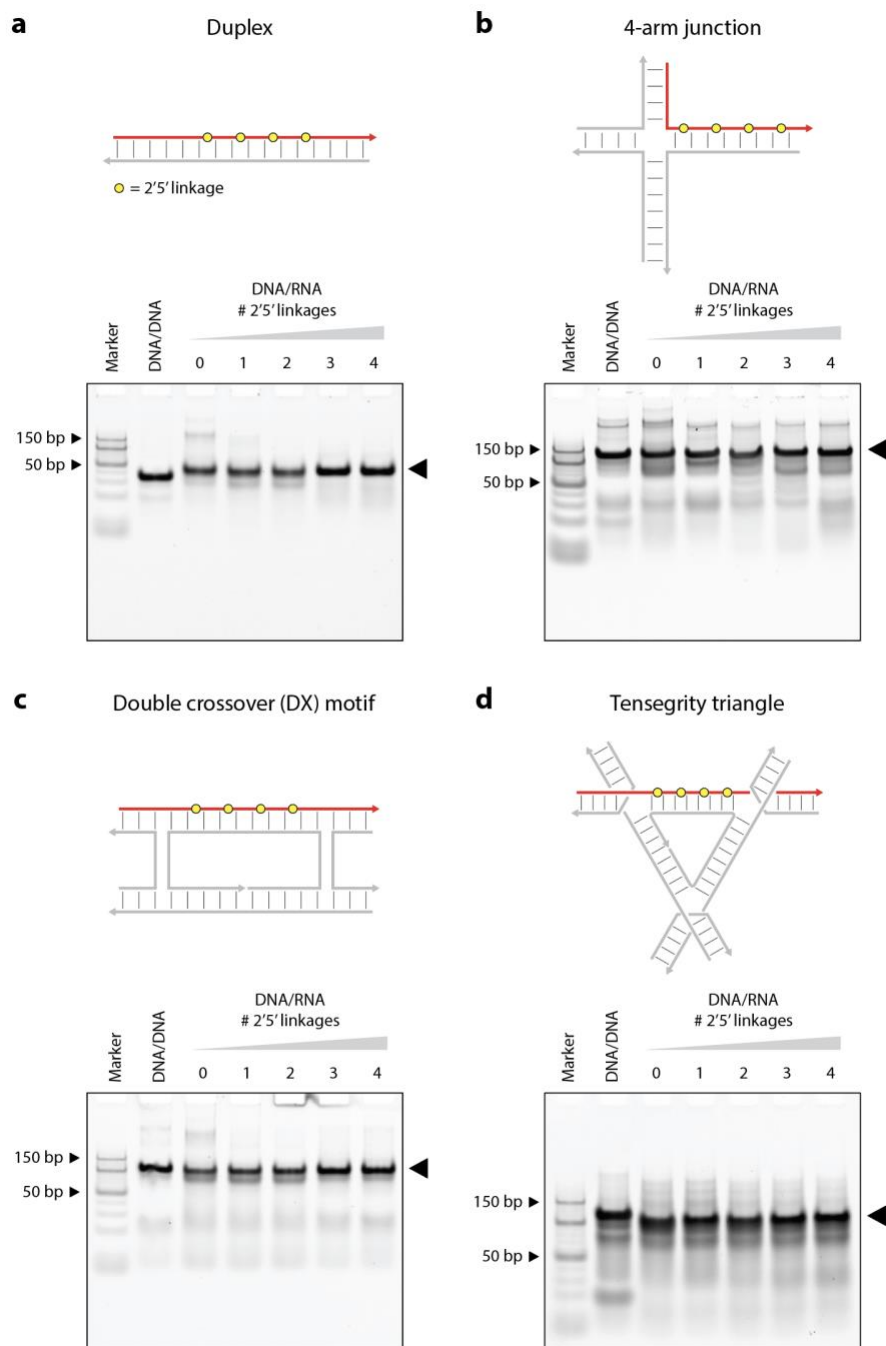 a
Duplex
= 2'5' linkage
DNA/RNA
# 2'5' linkages
Marker
DNA/DNA
0 1 2 3 4
150 bp
50 bp
b
4-arm junction
DNA/RNA
# 2'5' linkages
Marker
DNA/DNA
0 1 2 3 4
150 bp
50 bp
c
Double crossover (DX) motif
DNA/RNA
# 2'5' linkages
Marker
DNA/DNA
0 1 2 3 4
150 bp
50 bp
d
Tensegrity triangle
DNA/RNA
# 2'5' linkages
Marker
DNA/DNA
0 1 2 3 4
150 bp
50 bp